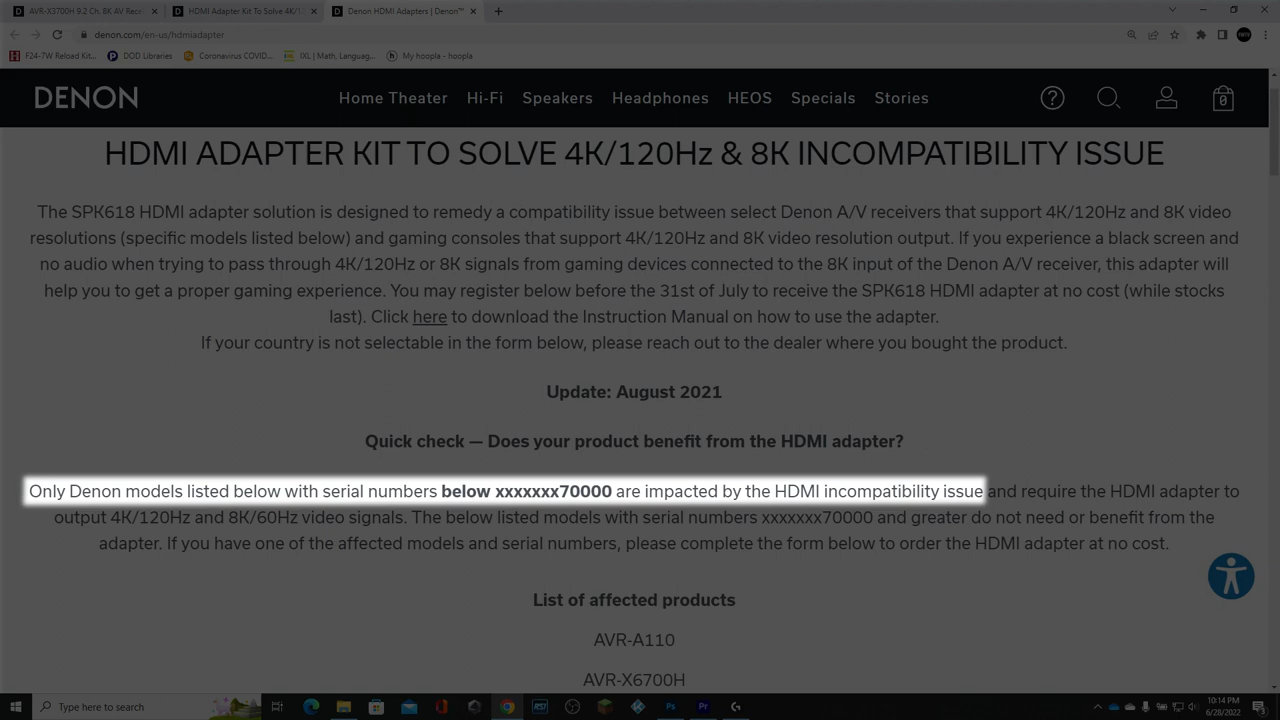 AVR-X3700H 9.2 Ch. 8K AV Rece
HDMI Adapter Kit To Solve 4K/1
Denon HDMI Adapters | Denon™
denon.com/en-us/hdmiadapter
F24-7W Reload Kit...
DOD Libraries
Coronavirus COVID...
IXL | Math, Languag...
My hoopla - hoopla
DENON
Home Theater Hi-Fi Speakers Headphones HEOS Specials Stories
0
HDMI ADAPTER KIT TO SOLVE 4K/120Hz & 8K INCOMPATIBILITY ISSUE
The SPK618 HDMI adapter solution is designed to remedy a compatibility issue between select Denon A/V receivers that support 4K/120Hz and 8K video
resolutions (specific models listed below) and gaming consoles that support 4K/120Hz and 8K video resolution output. If you experience a black screen and
no audio when trying to pass through 4K/120Hz or 8K signals from gaming devices connected to the 8K input of the Denon A/V receiver, this adapter will
help you to get a proper gaming experience. You may register below before the 31st of July to receive the SPK618 HDMI adapter at no cost (while stocks
last). Click here to download the Instruction Manual on how to use the adapter.
If your country is not selectable in the form below, please reach out to the dealer where you bought the product.
Update: August 2021
Quick check — Does your product benefit from the HDMI adapter?
Only Denon models listed below with serial numbers below xxxxxxx70000 are impacted by the HDMI incompatibility issue and require the HDMI adapter to
output 4K/120Hz and 8K/60Hz video signals. The below listed models with serial numbers xxxxxxx70000 and greater do not need or benefit from the
adapter. If you have one of the affected models and serial numbers, please complete the form below to order the HDMI adapter at no cost.
List of affected products
AVR-A110
AVR-X6700H
Type here to search
10:14 PM
6/28/2022